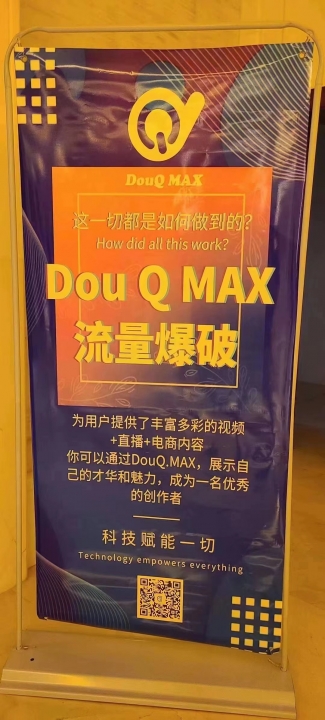 DouQ MAX
这一切都是如何做到的?
How did all this work?
Dou Q MAX
流量爆破
为用户提供了丰富多彩的视频
+直播+电商内容
你可以通过DouQ.MAX，展示自
己的才华和魅力，成为一名优秀
的创作者
科技赋能一切
Technology empowers everything